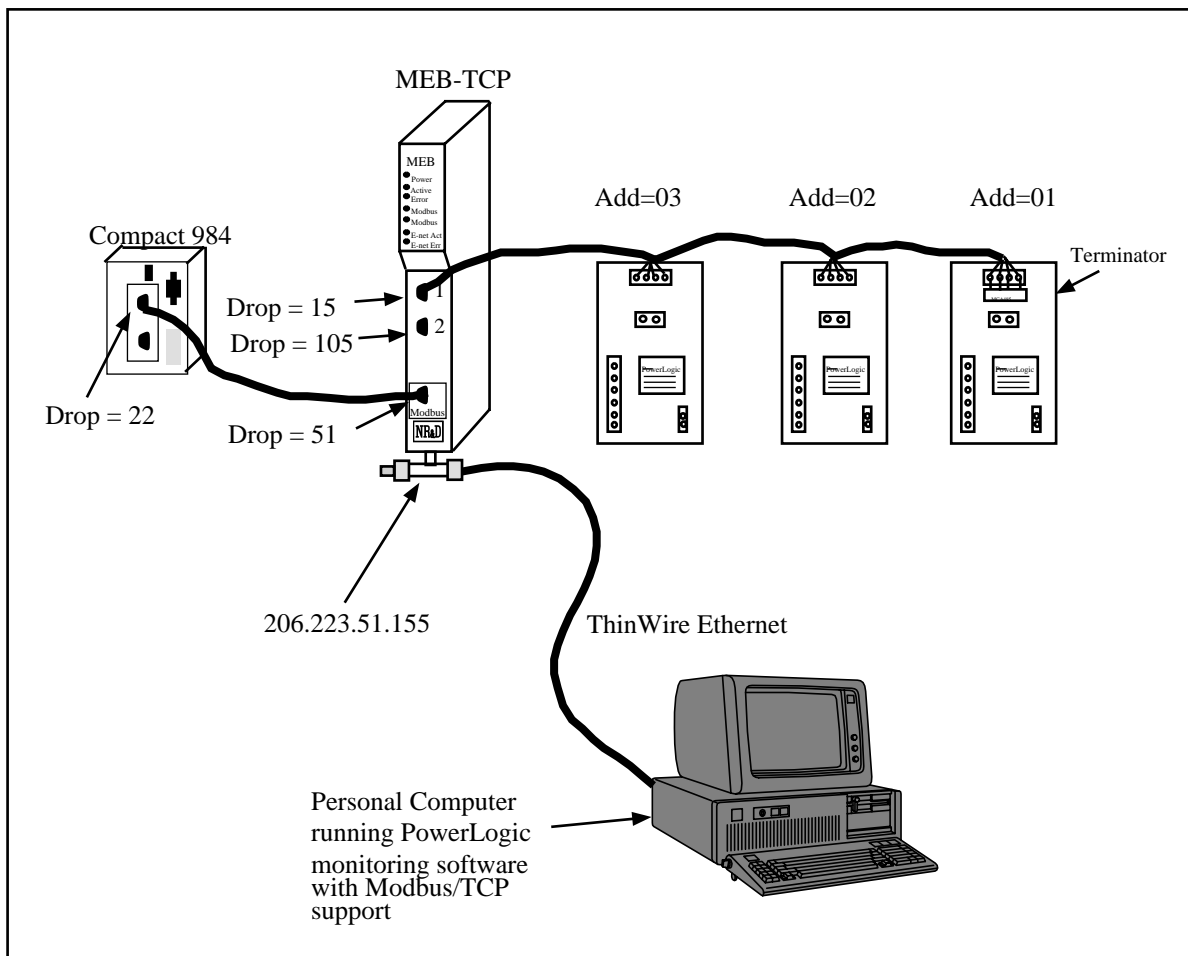 MEB-TCP
MEB
Power
Active
Error
Modbus
Modbus
E-net Act
E-net Err
Add=03
Add=02
Add=01
Compact 984
Terminator
1
Drop = 15
2
Drop = 105
PowerLogic
PowerLogic
PowerLogic
Drop = 22
Modbus
Drop = 51
NR&D
206.223.51.155
ThinWire Ethernet
Personal Computer
running PowerLogic
monitoring software
with Modbus/TCP
support